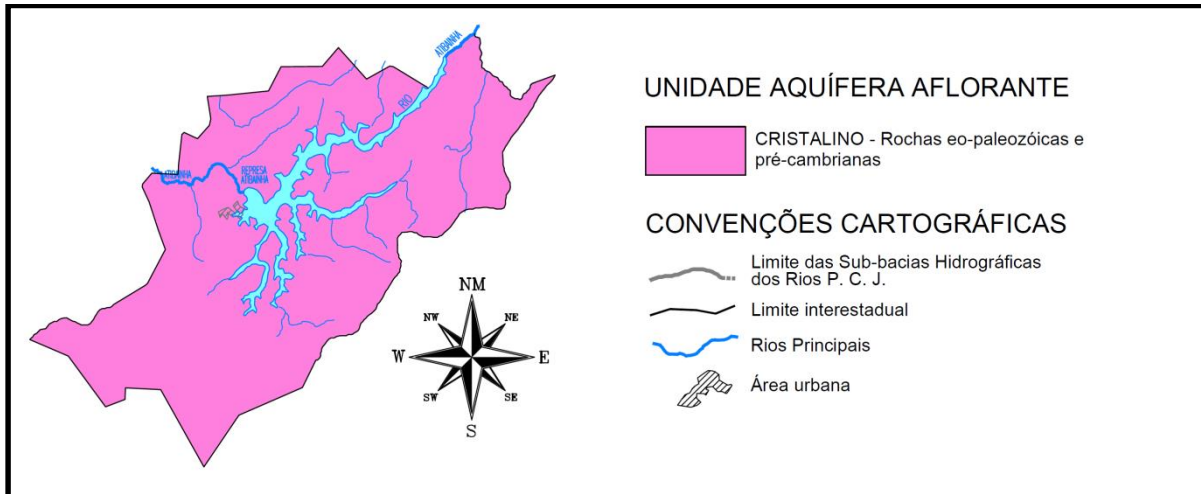 ATIBAINHA
RIO
REPRESA
ATIBAINHA
ATIBAINHA
NM
NW
NE
W
E
SW
SE
S
UNIDADE AQUÍFERA AFLORANTE
CRISTALINO - Rochas eo-paleozóicas e
pré-cambrianas
CONVENÇÕES CARTOGRÁFICAS
Limite das Sub-bacias Hidrográficas
dos Rios P. C. J.
Limite interestadual
Rios Principais
Área urbana